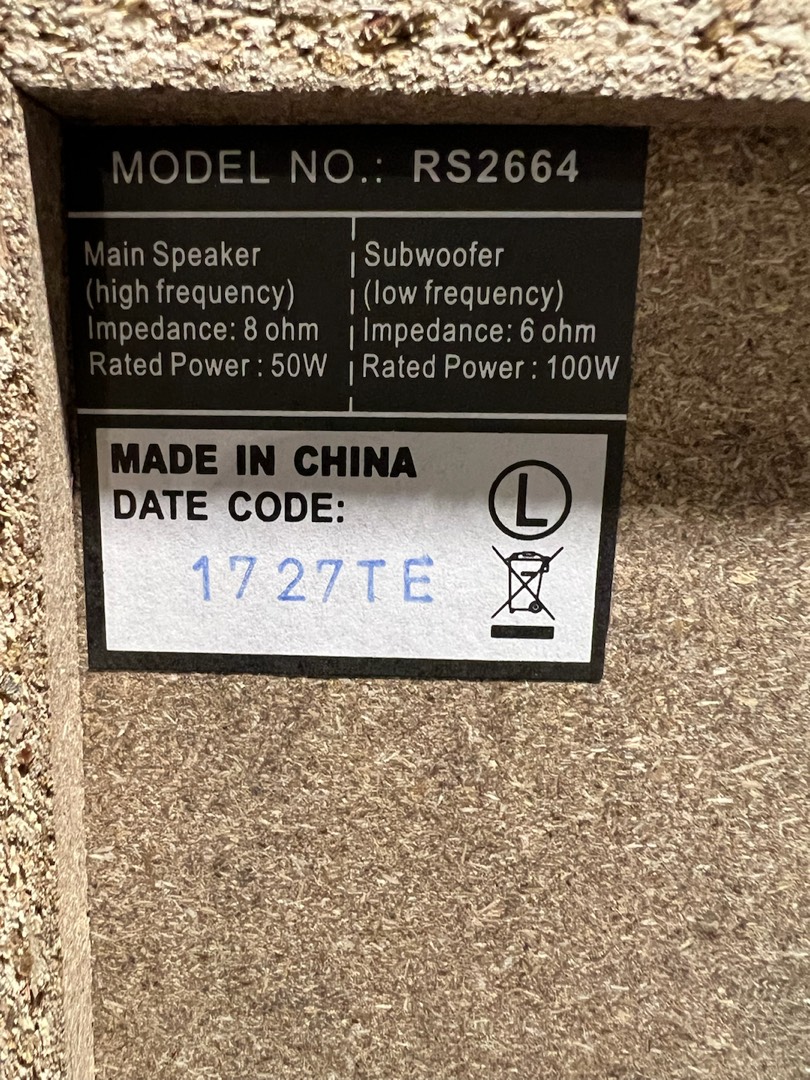 MODEL NO.: RS2664
Main Speaker
(high frequency)
Impedance: 8 ohm
Rated Power : 50W
Subwoofer
(low frequency)
Impedance: 6 ohm
Rated Power : 100W
MADE IN CHINA
DATE CODE:
1727TE
L